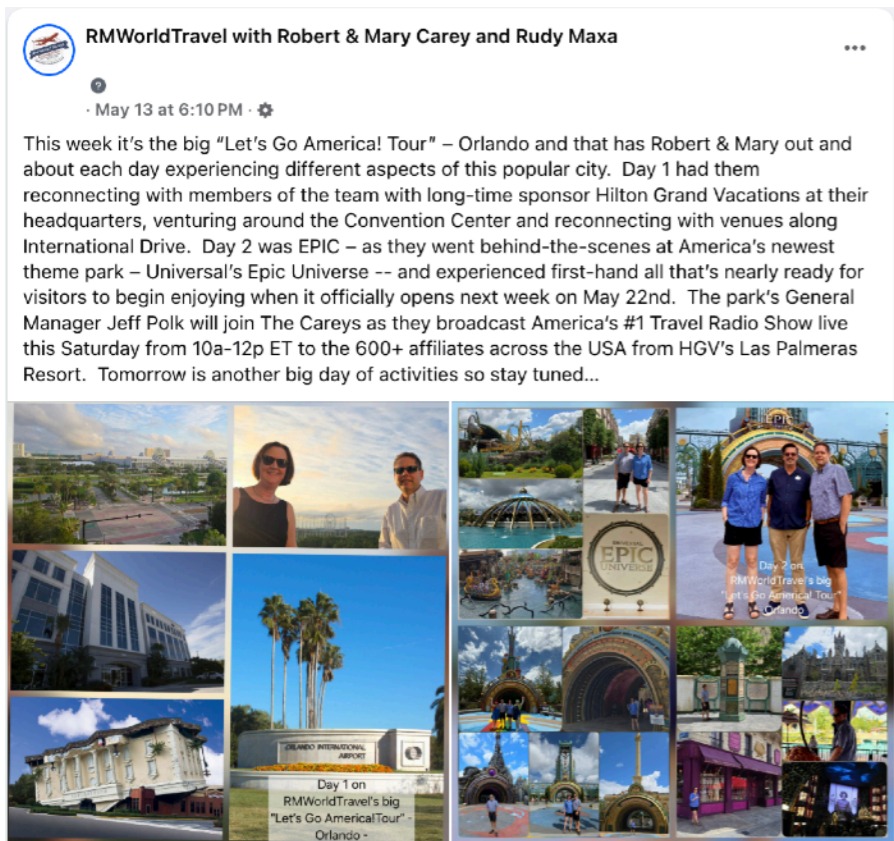 RMWorldTravel with Robert & Mary Carey and Rudy Maxa
· May 13 at 6:10 PM ·
This week it's the big “Let's Go America! Tour” – Orlando and that has Robert & Mary out and
about each day experiencing different aspects of this popular city.  Day 1 had them
reconnecting with members of the team with long-time sponsor Hilton Grand Vacations at their
headquarters, venturing around the Convention Center and reconnecting with venues along
International Drive.  Day 2 was EPIC – as they went behind-the-scenes at America's newest
theme park – Universal's Epic Universe -- and experienced first-hand all that's nearly ready for
visitors to begin enjoying when it officially opens next week on May 22nd.  The park's General
Manager Jeff Polk will join The Careys as they broadcast America's #1 Travel Radio Show live
this Saturday from 10a-12p ET to the 600+ affiliates across the USA from HGV's Las Palmeras
Resort.  Tomorrow is another big day of activities so stay tuned...
ORLANDO INTERNATIONAL
AIRPORT
Day 1 on
RMWorldTravel's big
"Let's Go America!Tour" -
Orlando -
UNIVERSAL
EPIC
UNIVERSE
EPIC
Day 2 on
RMWorldTravel's big
"Let's Go America! Tour"
Orlando